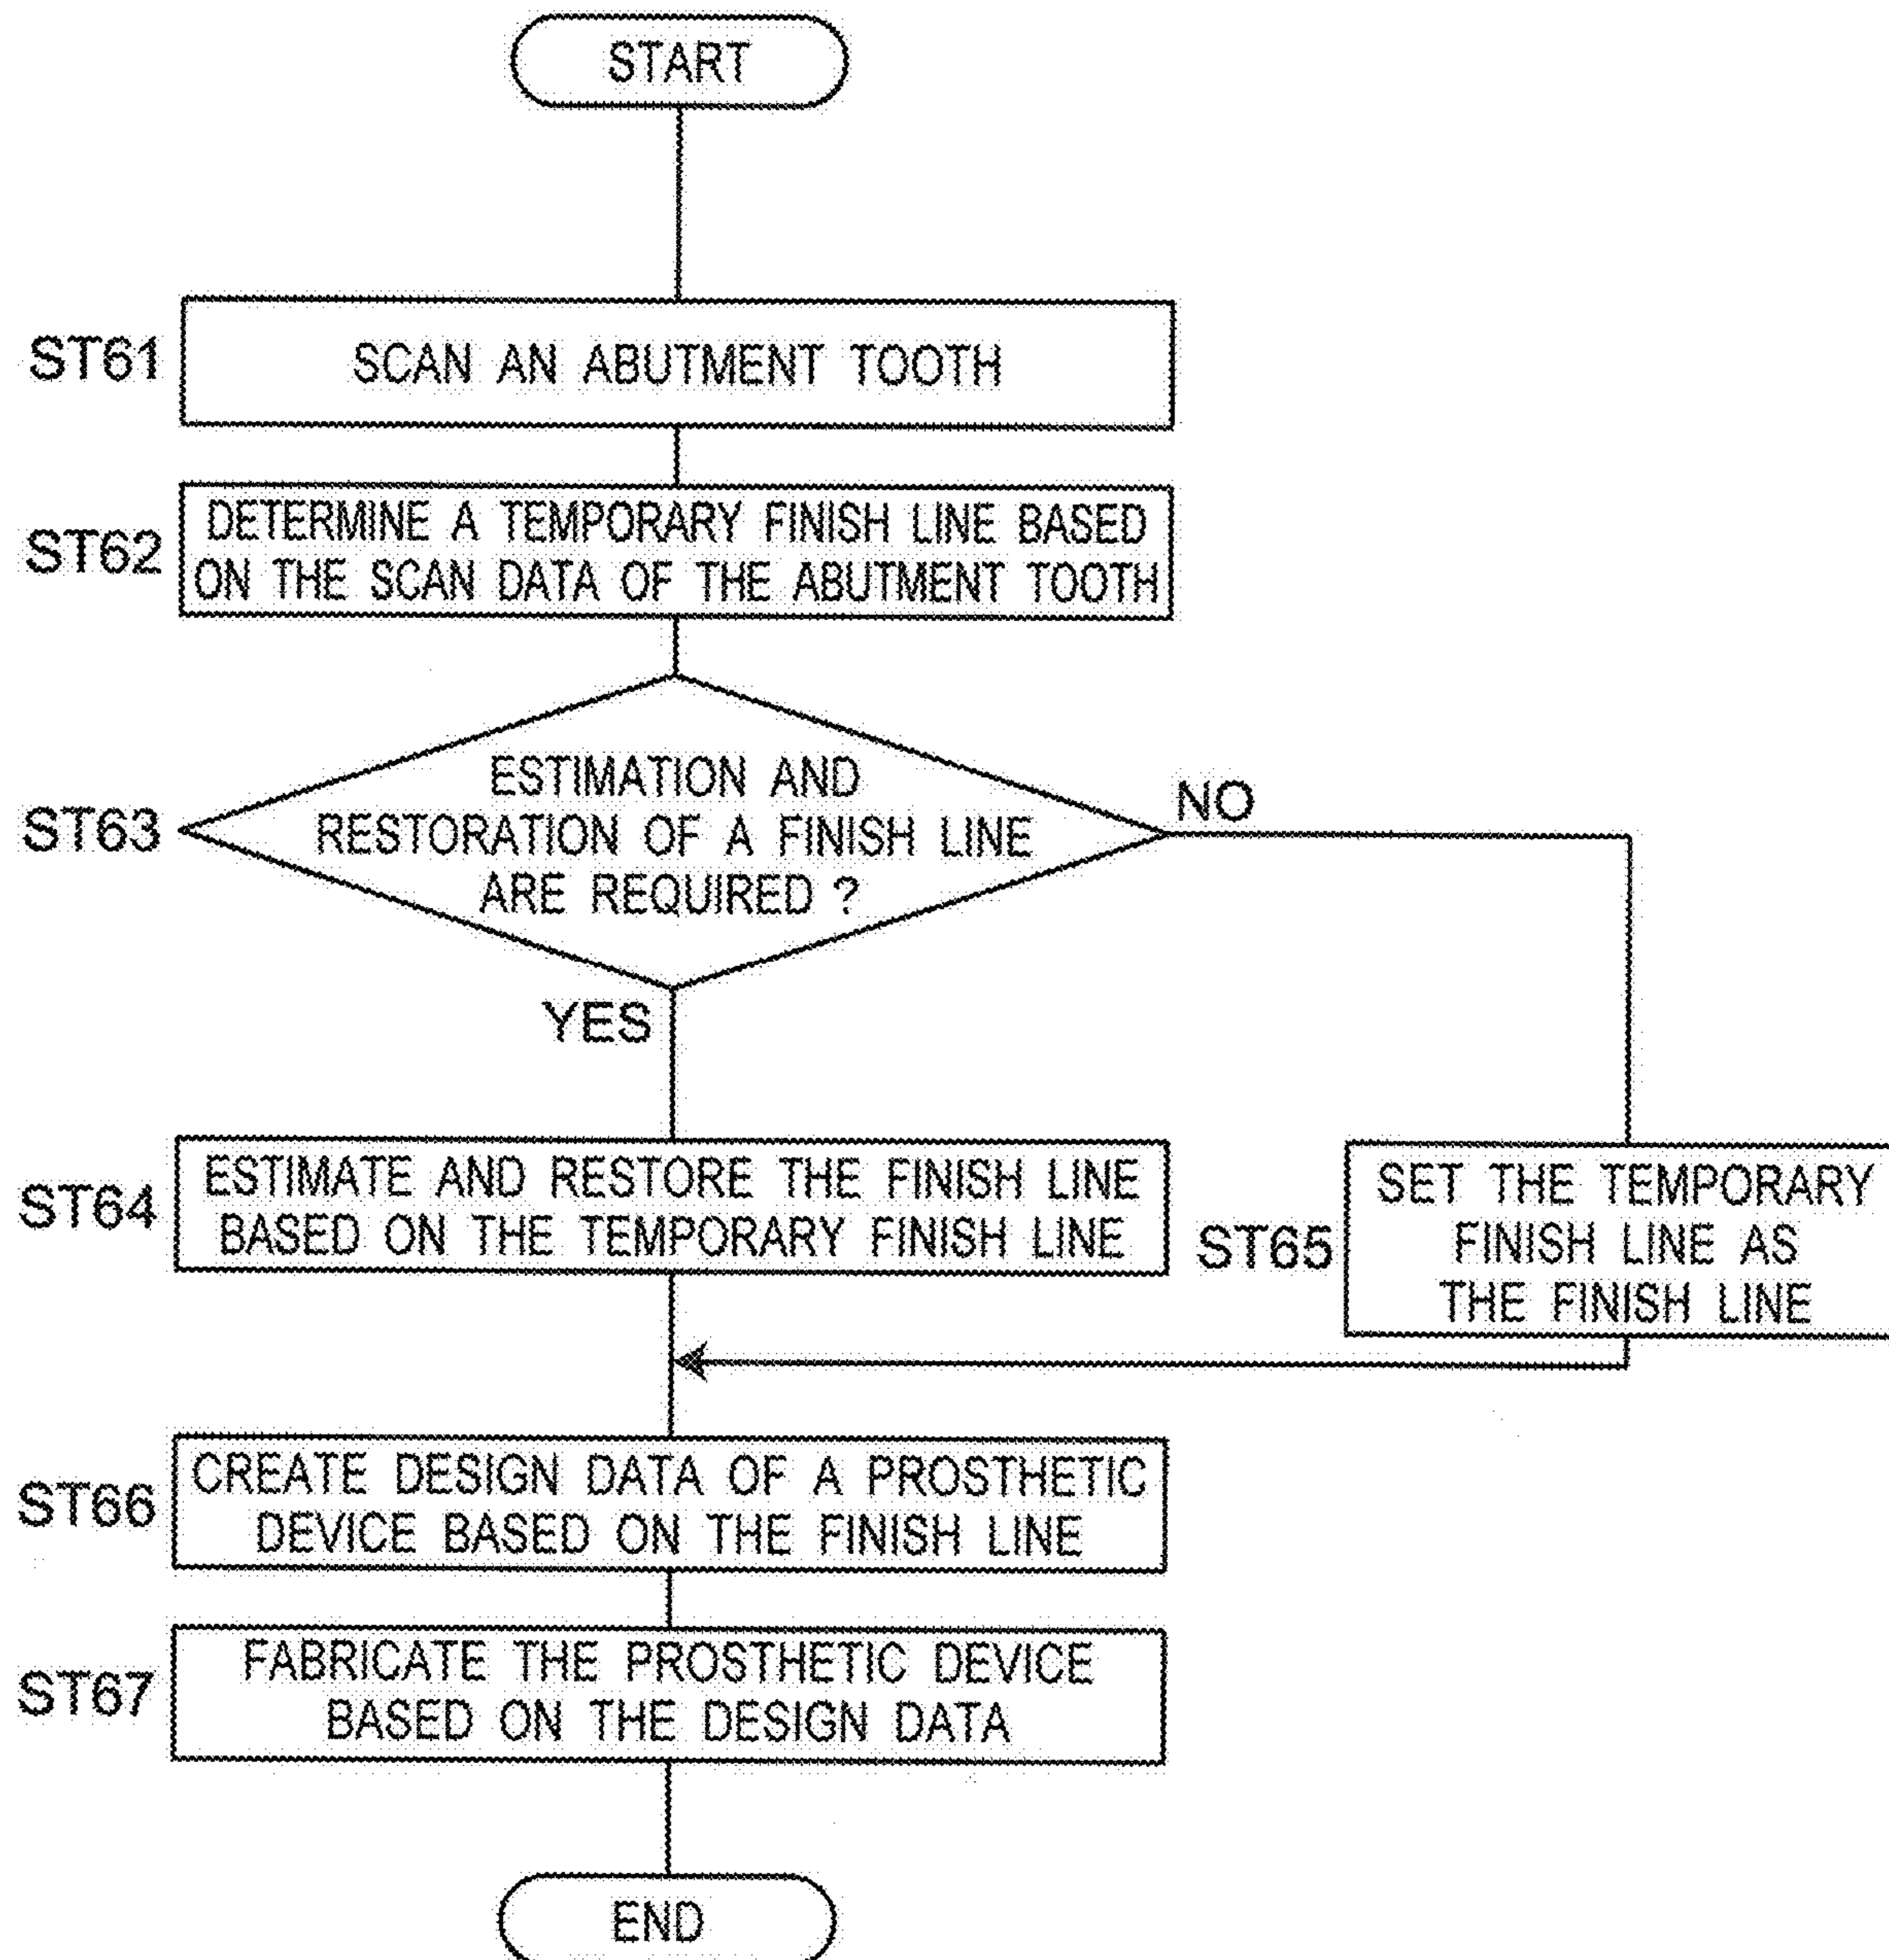 START
ST61
SCAN AN ABUTMENT TOOTH
ST62
DETERMINE A TEMPORARY FINISH LINE BASED
ON THE SCAN DATA OF THE ABUTMENT TOOTH
ST63
ESTIMATION AND
RESTORATION OF A FINISH LINE
ARE REQUIRED ?
NO
YES
ST64
ESTIMATE AND RESTORE THE FINISH LINE
BASED ON THE TEMPORARY FINISH LINE
ST65
SET THE TEMPORARY
FINISH LINE AS
THE FINISH LINE
ST66
CREATE DESIGN DATA OF A PROSTHETIC
DEVICE BASED ON THE FINISH LINE
ST67
FABRICATE THE PROSTHETIC DEVICE
BASED ON THE DESIGN DATA
END